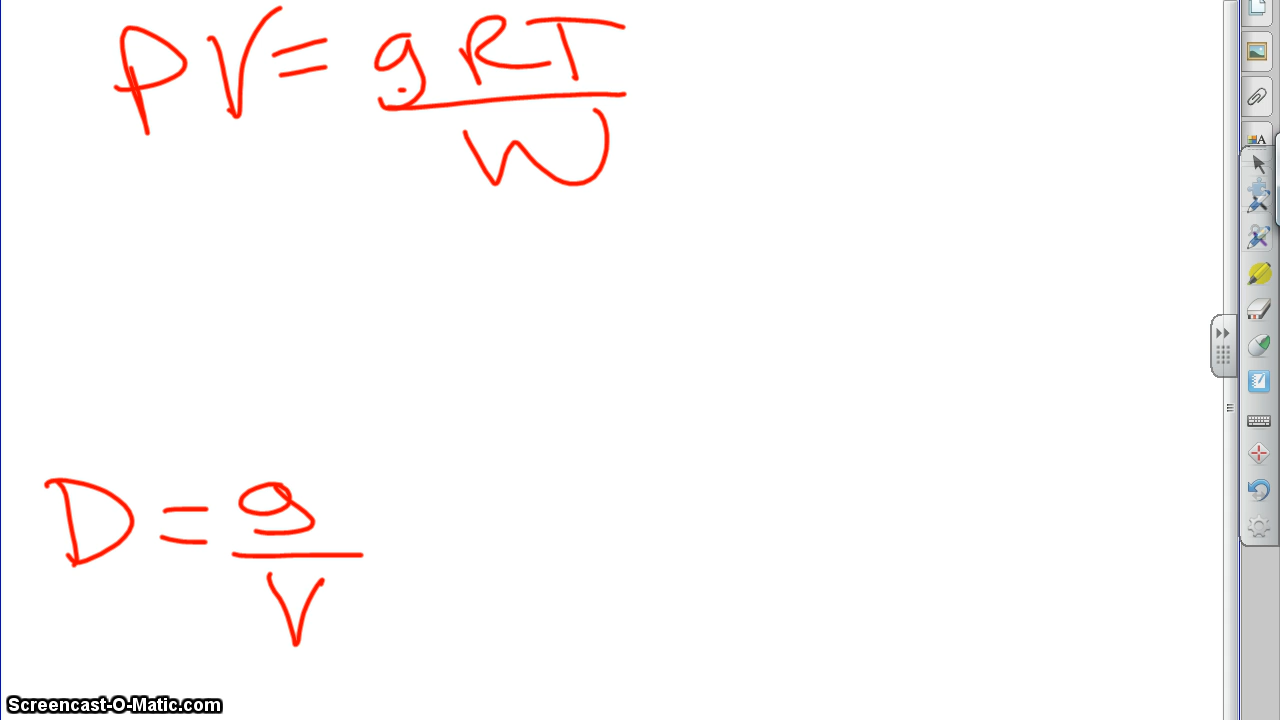 PV = gRT
W
D = g
V
Screencast-O-Matic.com